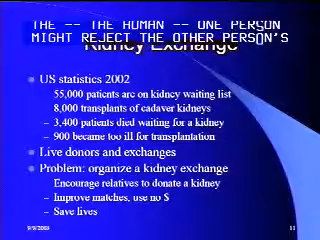 THE -- THE HUMAN -- ONE PERSON
MIGHT REJECT THE OTHER PERSON'S
Kidney Exchange
US statistics 2002
55,000 patients are on kidney waiting list
8,000 transplants of cadaver kidneys
– 3,400 patients died waiting for a kidney
– 900 became too ill for transplantation
Live donors and exchanges
Problem: organize a kidney exchange
Encourage relatives to donate a kidney
– Improve matches, use no $
– Save lives
9/9/2003
11